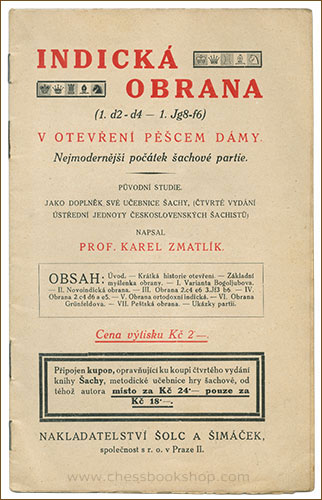 INDICKÁ
OBRANA
(1. d2-d4 — 1. Jg8-f6)
V OTEVŘENÍ PĚŠCEM DÁMY.
Nejmodernější počátek šachové partie.
PŮVODNÍ STUDIE.
JAKO DOPLNĚK SVÉ UČEBNICE ŠACHY, (ČTVRTÉ VYDÁNÍ
ÚSTŘEDNÍ JEDNOTY ČESKOSLOVENSKÝCH ŠACHISTŮ)
NAPSAL
PROF. KAREL ZMATLÍK.
OBSAH: Úvod. — Krátká historie otevření. — Základní
myšlenka obrany. — I. Varianta Bogoljubova.
— II. Novoindická obrana. — III. Obrana 2.c4 e6 3.Jf3 b6. — IV.
Obrana 2.c4 d6 a e5. — V. Obrana ortodoxní indická. — VI. Obrana
Grünfeldova. — VII. Pešťská obrana. — Ukázky partií.
Cena výtisku Kč 2·—.
Připojen kupon, opravňující ku koupi čtvrtého vydání
knihy Šachy, metodické učebnice hry šachové, od
téhož autora místo za Kč 24·— pouze za
Kč 18·—.
NAKLADATELSTVÍ ŠOLC A ŠIMÁČEK,
společnost s r. o. v Praze II.
www.chessbookshop.com